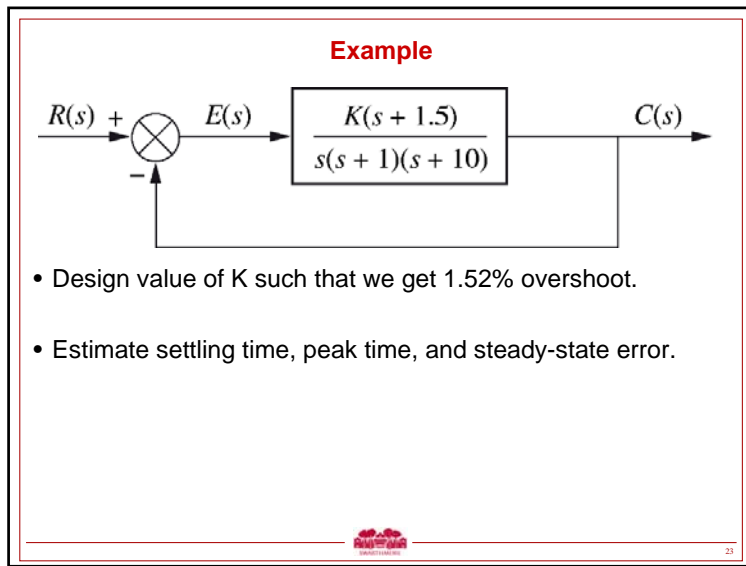 Example
R(s) + E(s) K(s + 1.5) C(s)
s(s + 1)(s + 10)
–
• Design value of K such that we get 1.52% overshoot.
• Estimate settling time, peak time, and steady-state error.
SWARTHMORE
23